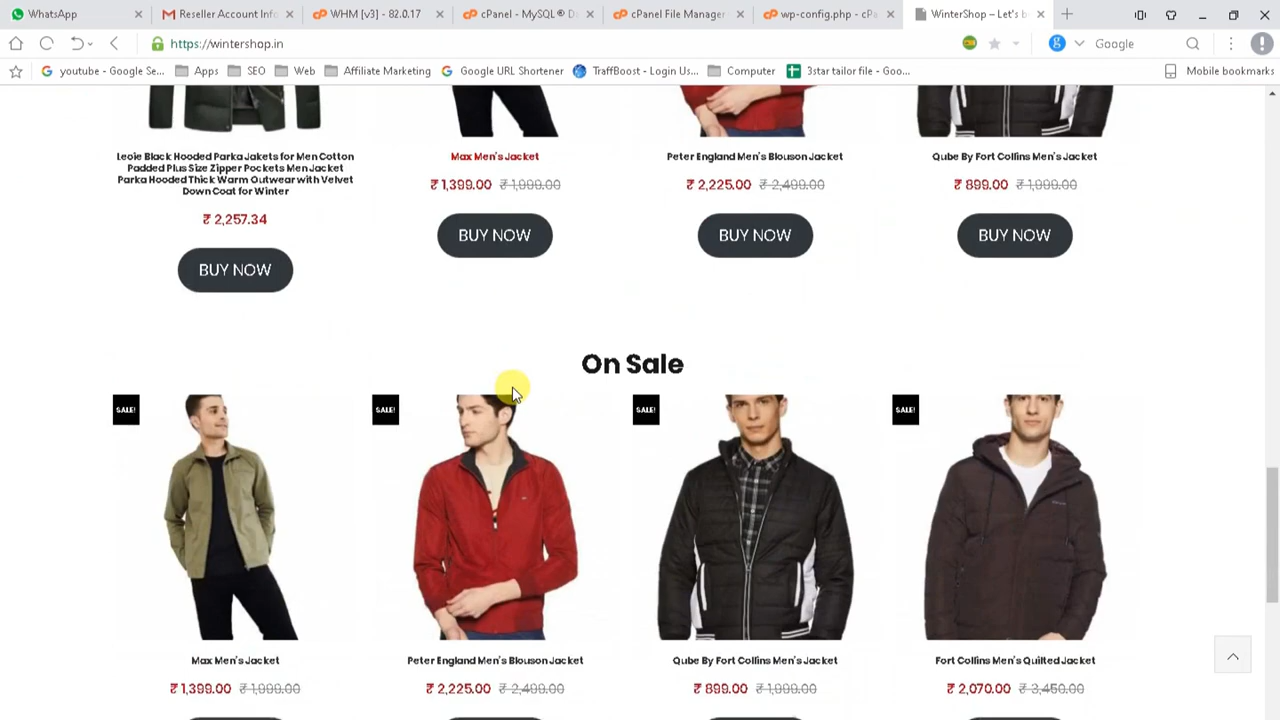 WhatsApp
Gmail Reseller Account Info
WHM [v3] - 82.0.17
cPanel - MySQL® D
cPanel File Manager
wp-config.php - cPa
WinterShop – Let's b
https://wintershop.in
Google
youtube - Google Se...
Apps
SEO
Web
Affiliate Marketing
Google URL Shortener
TraffBoost - Login Us...
Computer
3star tailor file - Goo...
Mobile bookmarks
Leoie Black Hooded Parka Jakets for Men Cotton
Padded Plus Size Zipper Pockets Men Jacket
Parka Hooded Thick Warm Outwear with Velvet
Down Coat for Winter
₹ 2,257.34
BUY NOW
Max Men's Jacket
₹ 1,399.00 ₹ 1,999.00
BUY NOW
Peter England Men's Blouson Jacket
₹ 2,225.00 ₹ 2,499.00
BUY NOW
Qube By Fort Collins Men's Jacket
₹ 899.00 ₹ 1,999.00
BUY NOW
On Sale
SALE!
SALE!
SALE!
SALE!
Max Men's Jacket
₹ 1,399.00 ₹ 1,999.00
Peter England Men's Blouson Jacket
₹ 2,225.00 ₹ 2,499.00
Qube By Fort Collins Men's Jacket
₹ 899.00 ₹ 1,999.00
Fort Collins Men's Quilted Jacket
₹ 2,070.00 ₹ 3,450.00